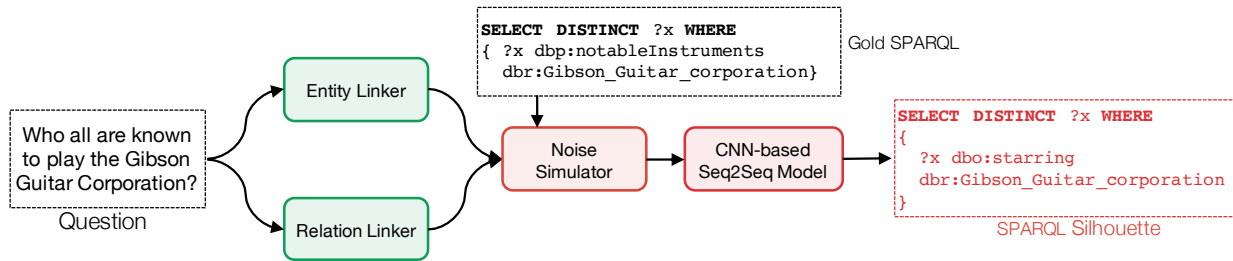 Who all are known
to play the Gibson
Guitar Corporation?
Question
Entity Linker
Relation Linker
SELECT DISTINCT ?x WHERE
{ ?x dbp:notableInstruments
dbr:Gibson_Guitar_corporation}
Gold SPARQL
Noise
Simulator
CNN-based
Seq2Seq Model
SELECT DISTINCT ?x WHERE
{
?x dbo:starring
dbr:Gibson_Guitar_corporation
}
SPARQL Silhouette